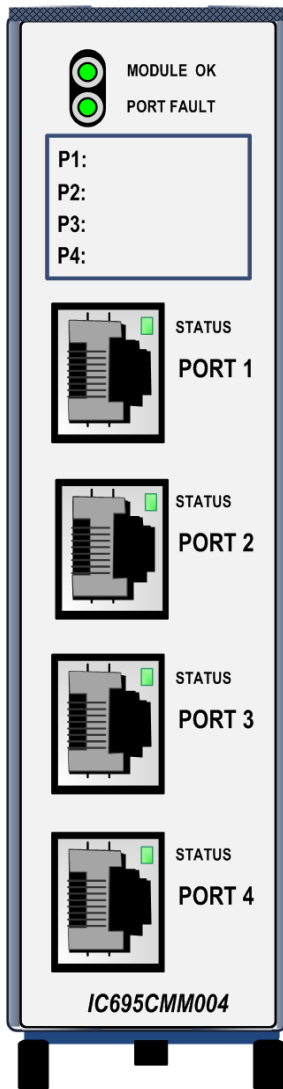 MODULE OK
PORT FAULT
P1:
P2:
P3:
P4:
STATUS
PORT 1
STATUS
PORT 2
STATUS
PORT 3
STATUS
PORT 4
IC695CMM004